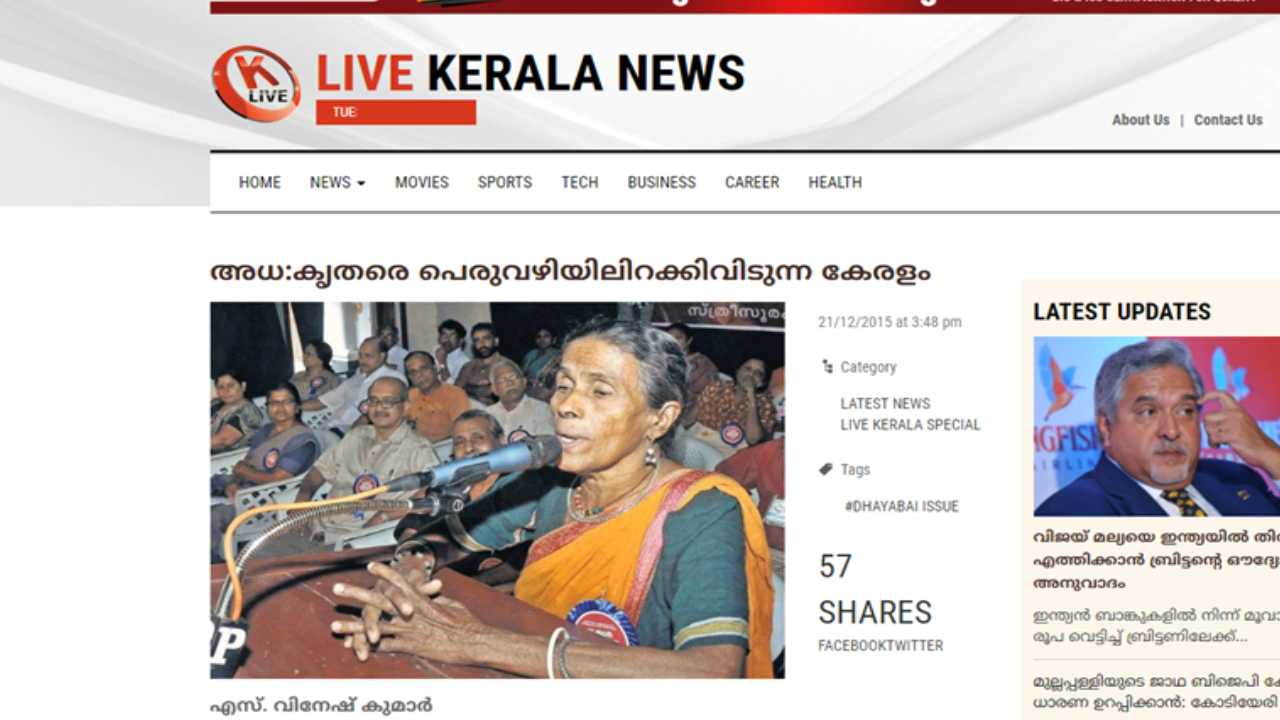 LIVE
LIVE KERALA NEWS
TUE
About Us | Contact Us
HOME NEWS MOVIES SPORTS TECH BUSINESS CAREER HEALTH
അധ:കൃതരെ പെരുവഴിയിലിറക്കിവിടുന്ന കേരളം
21/12/2015 at 3:48 pm
Category
LATEST NEWS
LIVE KERALA SPECIAL
Tags
#DHAYABAI ISSUE
57
SHARES
FACEBOOKTWITTER
എസ്. വിനേഷ് കുമാർ
LATEST UPDATES
വിജയ് മല്യയെ ഇന്ത്യയിൽ
എത്തിക്കാൻ ബ്രിട്ടന്റെ
അനുവാദം
ഇന്ത്യൻ ബാങ്കുകളിൽ നിന്ന്
രൂപ വെട്ടിച്ച് ബ്രിട്ടണിലേക്ക്...
മുല്ലപ്പള്ളിയുടെ ജാഥ ബിജെപി
ധാരണ ഉറപ്പിക്കാൻ: കോടിയേരി